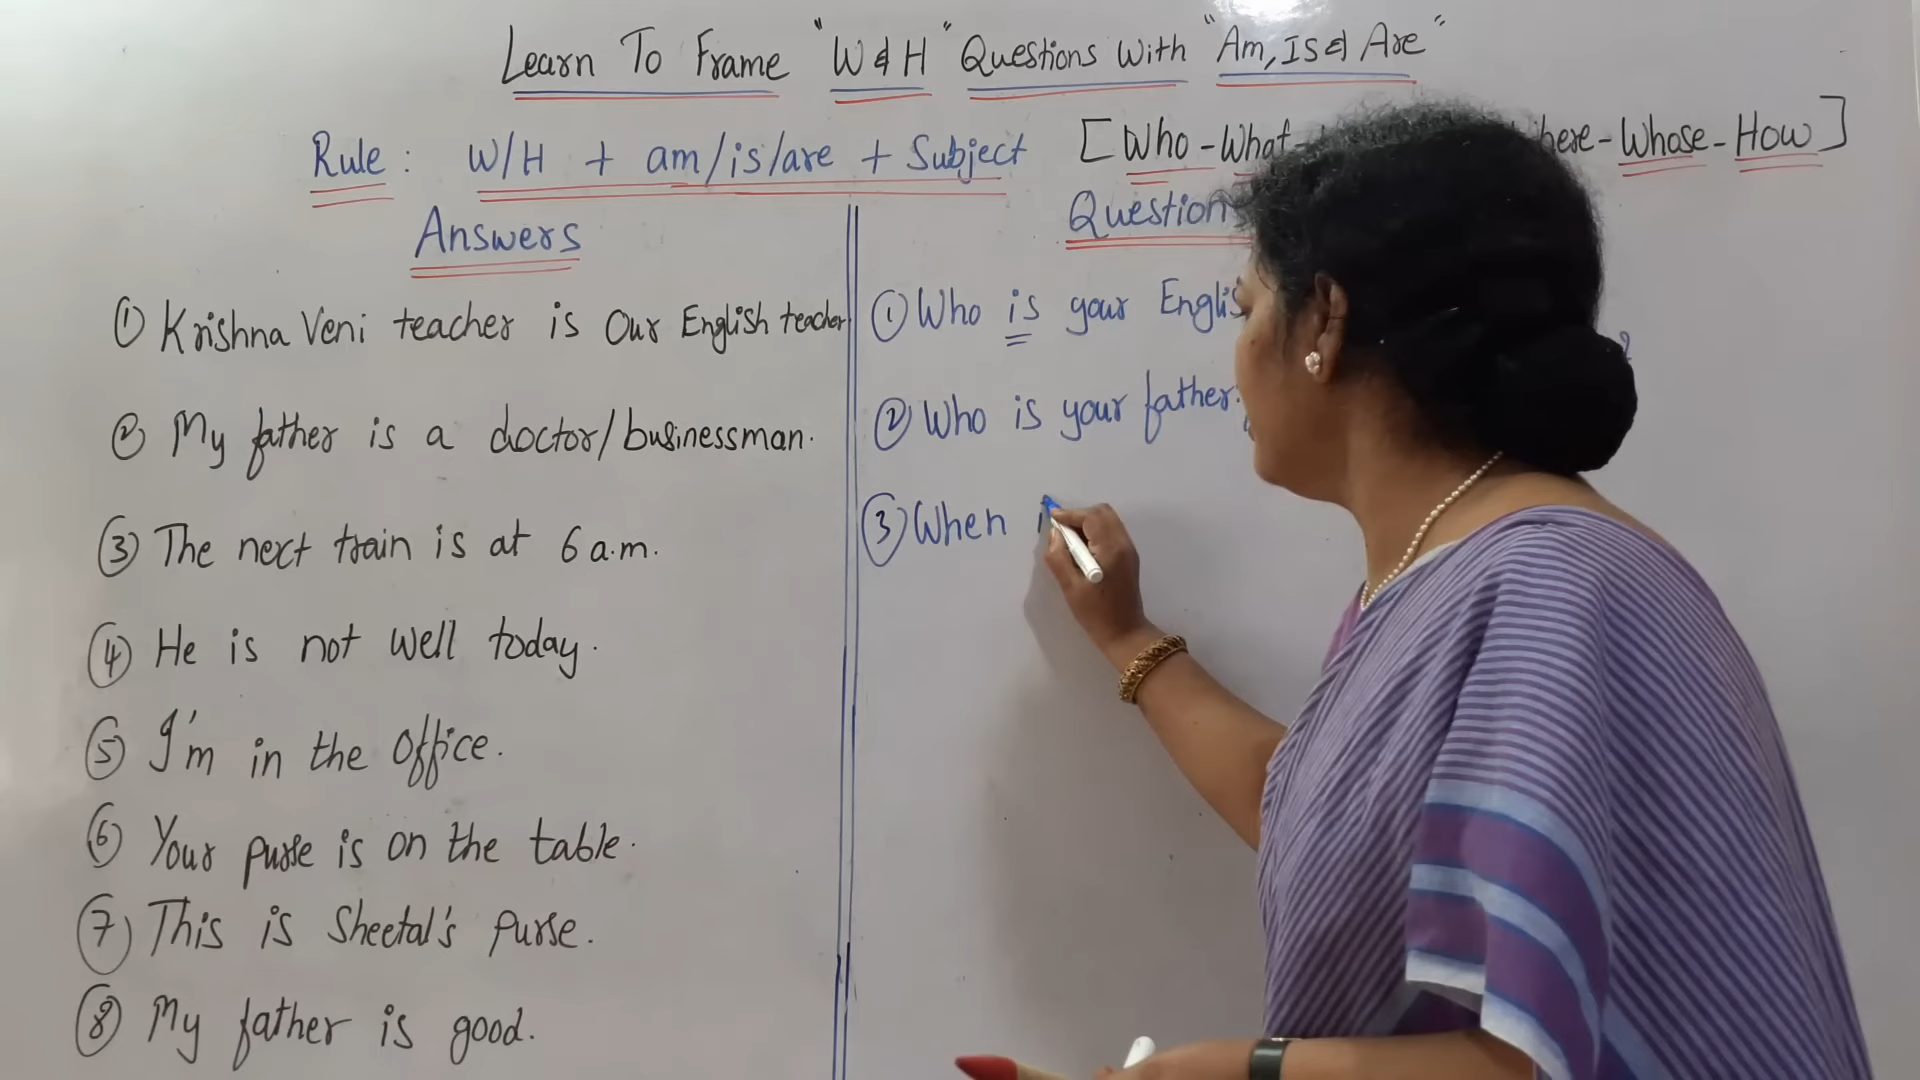 Learn To Frame "W & H" Questions With "Am, Is & Are"
Rule : W/H + am/is/are + Subject [Who - What - - Whose - How]
Answers
① Krishna Veni teacher is Our English teacher
② My father is a doctor/businessman.
③ The next train is at 6 a.m.
④ He is not well today.
⑤ I'm in the Office.
⑥ Your purse is on the table.
⑦ This is Sheetal's purse.
⑧ My father is good.
Question
① Who is your Englis
② Who is your father.
③ When i